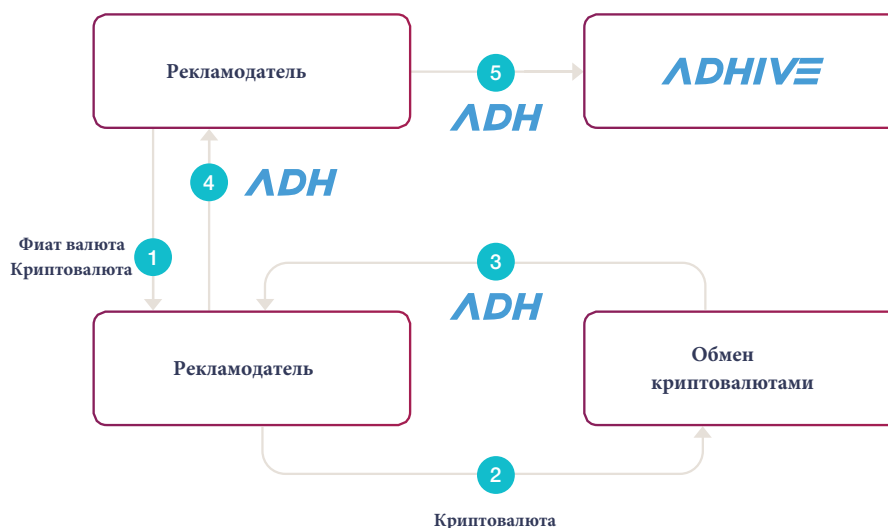 Рекламодатель
5
ADHIVE
ADH
4
ADH
Фиат валюта
Криптовалюта
1
3
ADH
Рекламодатель
Обмен
криптовалютами
2
Криптовалюта